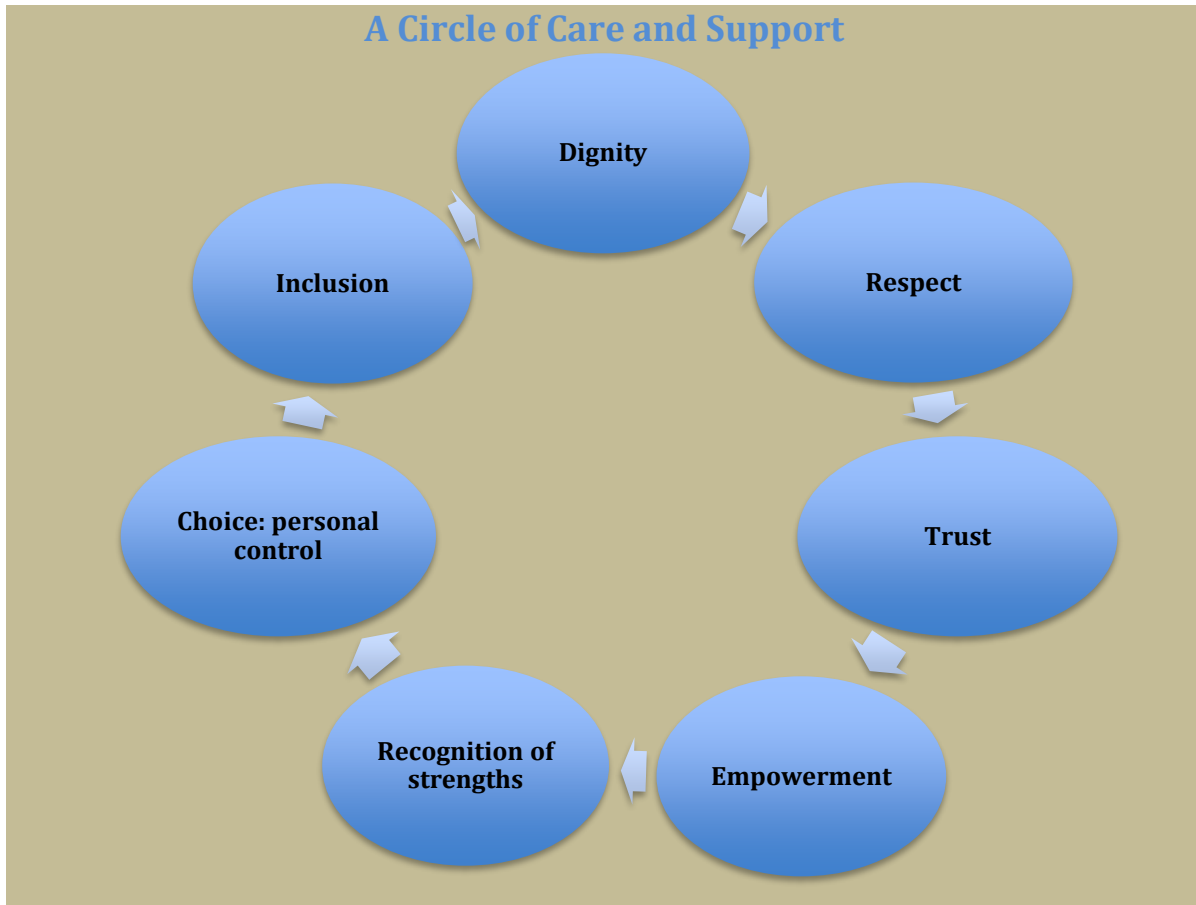 A Circle of Care and Support
Dignity
Respect
Trust
Empowerment
Recognition of
strengths
Choice: personal
control
Inclusion